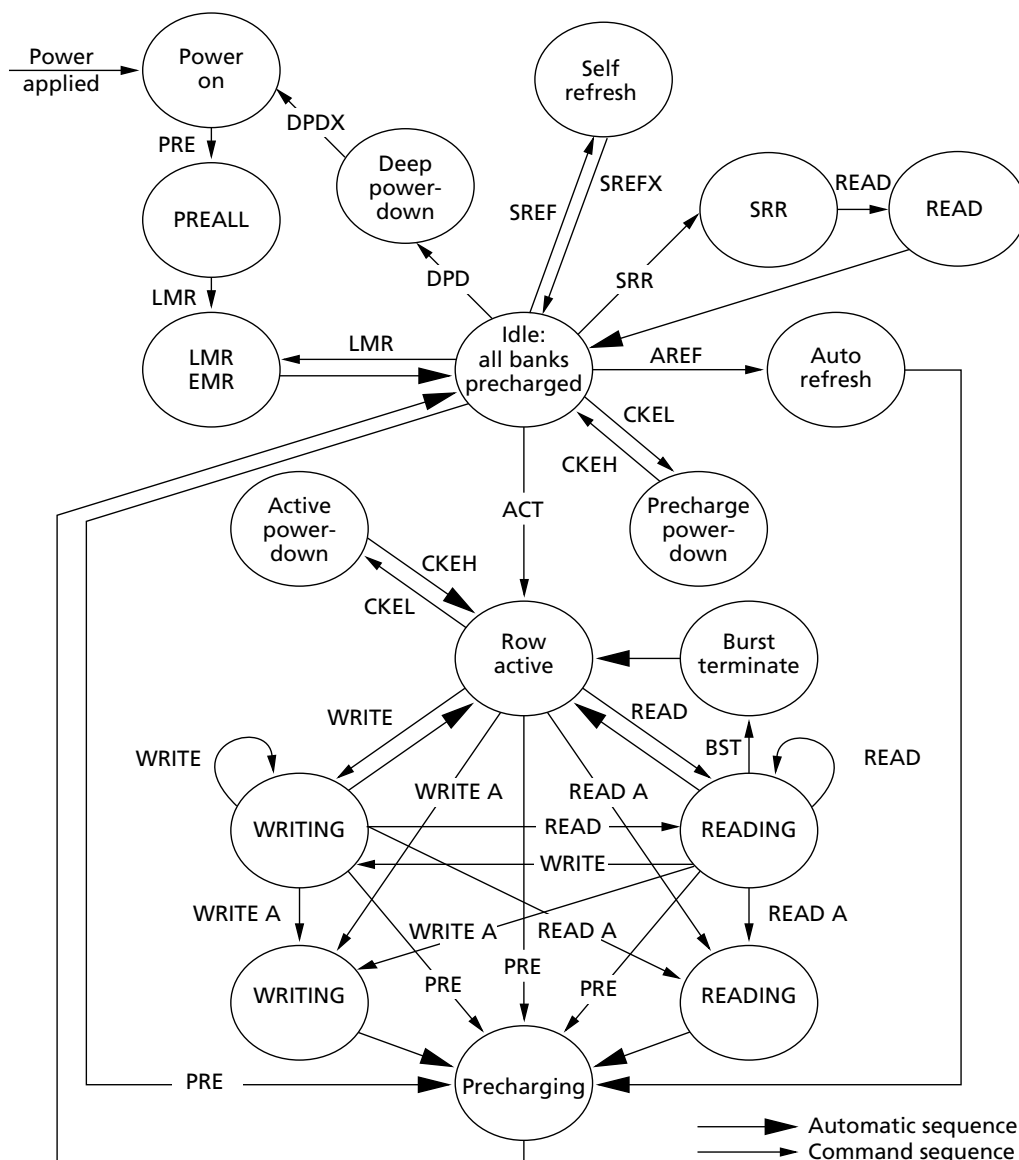 Power
applied
Power
on
Self
refresh
DPDX
PRE
Deep
power-
down
SREFX
READ
PREALL
SREF
SRR
READ
LMR
DPD
SRR
LMR
EMR
LMR
Idle:
all banks
precharged
AREF
Auto
refresh
CKEL
CKEH
ACT
Active
power-
down
Precharge
power-
down
CKEH
CKEL
Row
active
Burst
terminate
WRITE
READ
WRITE
BST
READ
WRITE A
READ A
WRITING
READ
READING
WRITE
WRITE A
WRITE A
READ A
READ A
WRITING
PRE
PRE
PRE
READING
PRE
Precharging
Automatic sequence
Command sequence